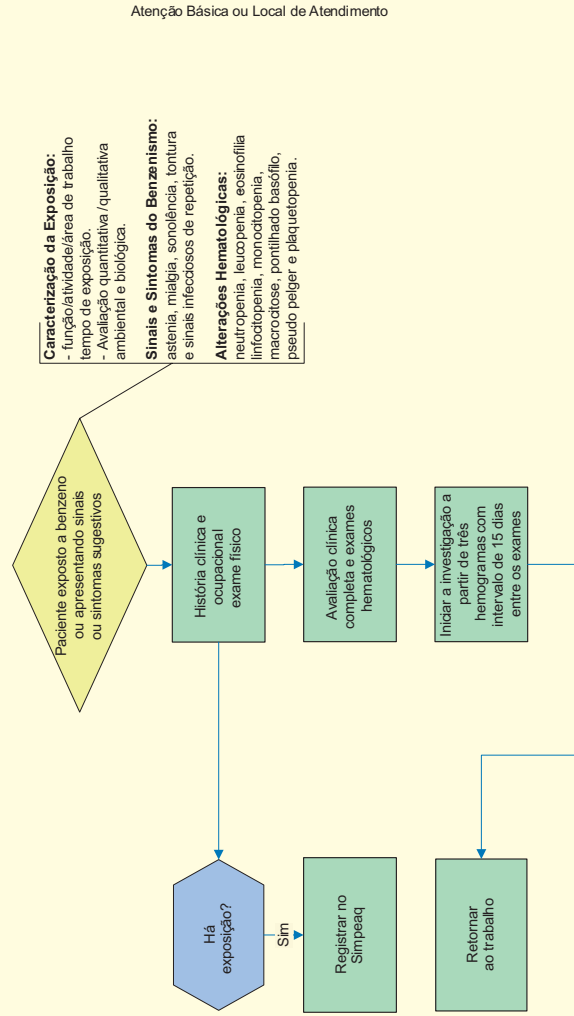 Atenção Básica ou Local de Atendimento
Caracterização da Exposição:
- função/atividade/área de trabalho
tempo de exposição.
- Avaliação quantitativa/qualitativa
ambiental e biológica.
Sinais e Sintomas do Benzenismo:
astenia, mialgia, sonolência, tontura
e sinais infecciosos de repetição.
Alterações Hematológicas:
neutropenia, leucopenia, eosinofilia
linfocitopenia, monocitopenia,
macrocitose, pontilhado basófilo,
pseudo pelger e plaquetopenia.
Paciente exposto a benzeno
ou apresentando sinais
ou sintomas sugestivos
História clínica e
ocupacional
exame físico
Avaliação clínica
completa e exames
hematológicos
Iniciar a investigação a
partir de três
hemogramas com
intervalo de 15 dias
entre os exames
Há
exposição?
Sim
Registrar no
Simpeaq
Retornar
ao trabalho